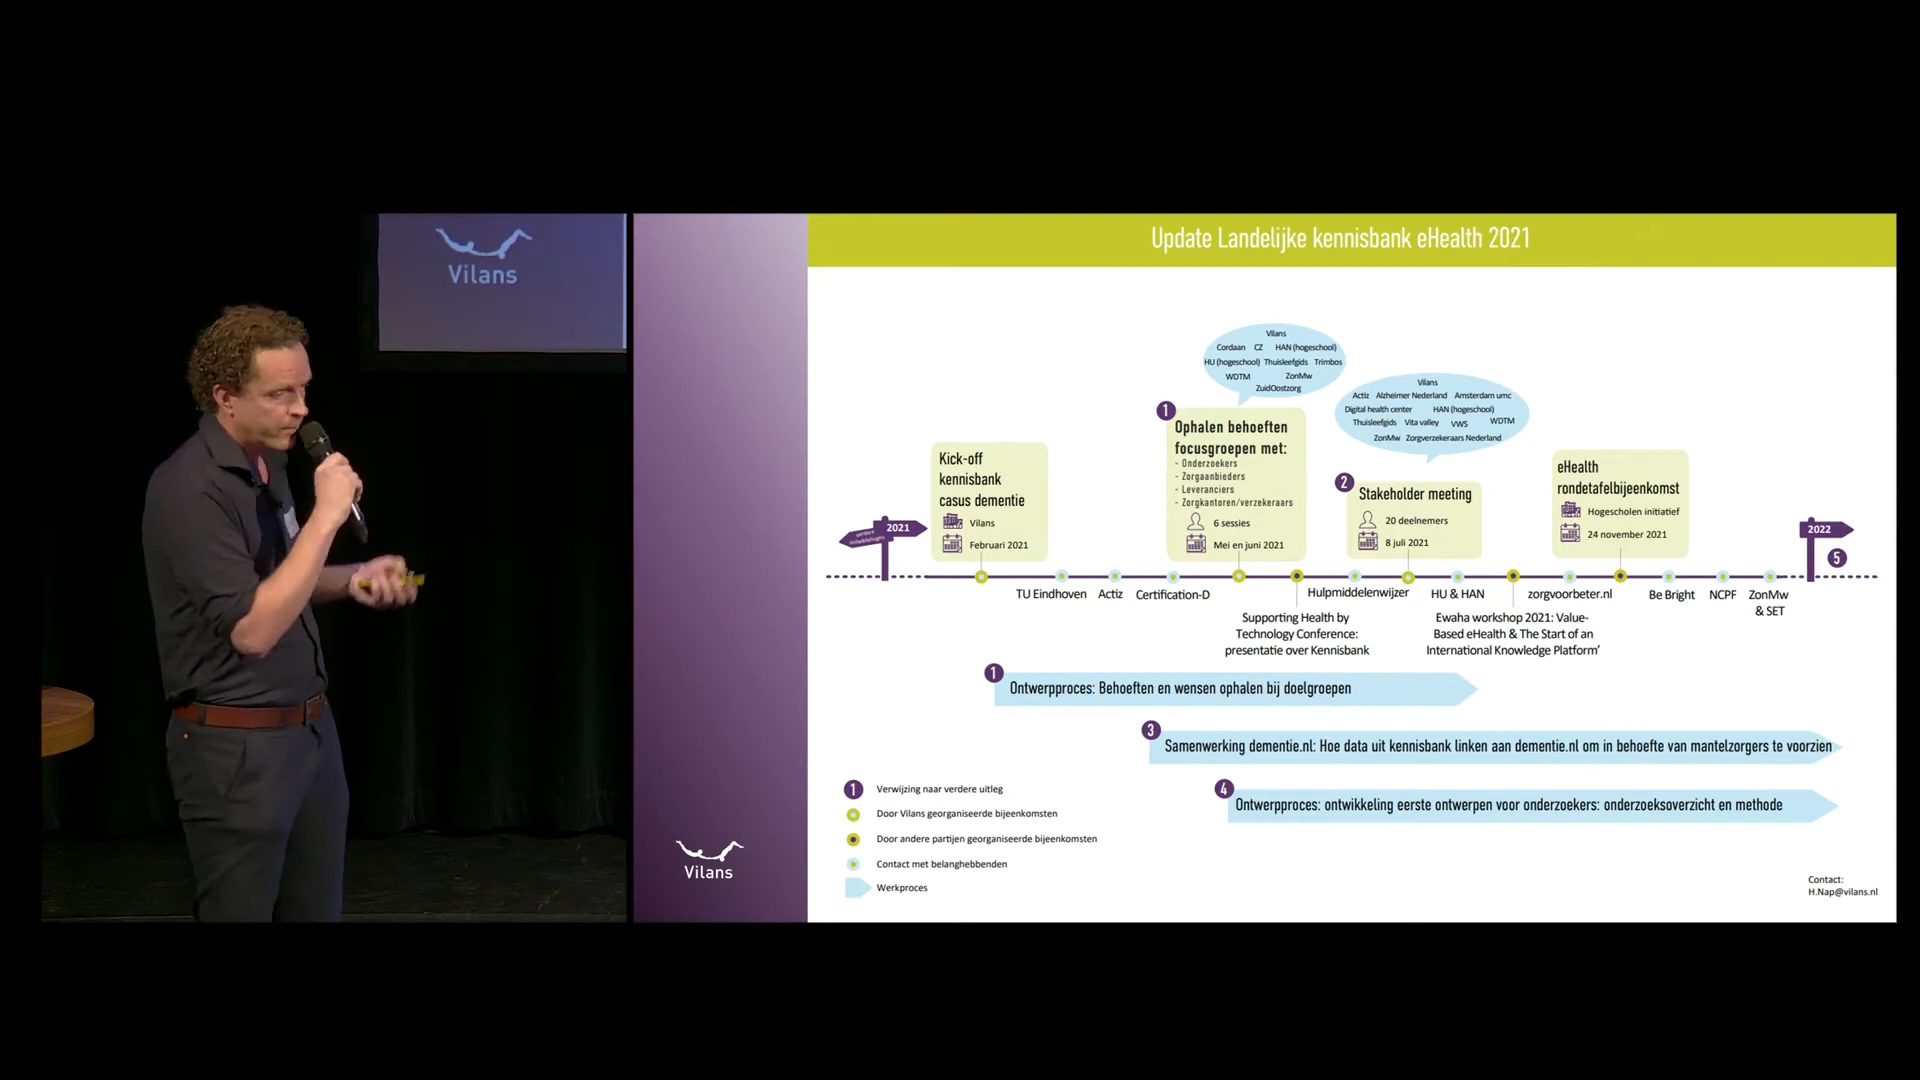 Vilans
Update Landelijke kennisbank eHealth 2021
Vilans
Cordaan CZ HAN (hogeschool)
HU (hogeschool) Thuisleefgids Trimbos
WDTM ZonMw
ZuidOostzorg
Vilans
Actiz Alzheimer Nederland Amsterdam umc
Digital health center HAN (hogeschool)
Thuisleefgids Vita valley VWS WDTM
ZonMw Zorgverzekeraars Nederland
2021
Kick-off
kennisbank
casus dementie
Vilans
Februari 2021
1
Ophalen behoeften
focusgroepen met:
- Onderzoekers
- Zorgaanbieders
- Leveranciers
- Zorgkantoren/verzekeraars
6 sessies
Mei en juni 2021
2
Stakeholder meeting
20 deelnemers
8 juli 2021
eHealth
rondetafelbijeenkomst
Hogescholen initiatief
24 november 2021
2022
5
TU Eindhoven Actiz Certification-D Hulpmiddelenwijzer HU & HAN zorgvoorbeter.nl Be Bright NCPF ZonMw
& SET
Supporting Health by
Technology Conference:
presentatie over Kennisbank
Ewaha workshop 2021: Value-
Based eHealth & The Start of an
International Knowledge Platform’
1
Ontwerpproces: Behoeften en wensen ophalen bij doelgroepen
3
Samenwerking dementie.nl: Hoe data uit kennisbank linken aan dementie.nl om in behoefte van mantelzorgers te voorzien
4
Ontwerpproces: ontwikkeling eerste ontwerpen voor onderzoekers: onderzoeksoverzicht en methode
1 Verwijzing naar verdere uitleg
Door Vilans georganiseerde bijeenkomsten
Door andere partijen georganiseerde bijeenkomsten
Contact met belanghebbenden
Werkproces
Vilans
Contact:
H.Nap@vilans.nl